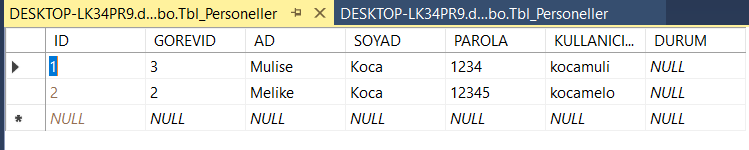 DESKTOP-LK34PR9.d...bo.Tbl_Personeller DESKTOP-LK34PR9.d...bo.Tbl_Personeller
ID GOREVID AD SOYAD PAROLA KULLANICI... DURUM
1 3 Mulise Koca 1234 kocamuli NULL
2 2 Melike Koca 12345 kocamelo NULL
NULL NULL NULL NULL NULL NULL NULL